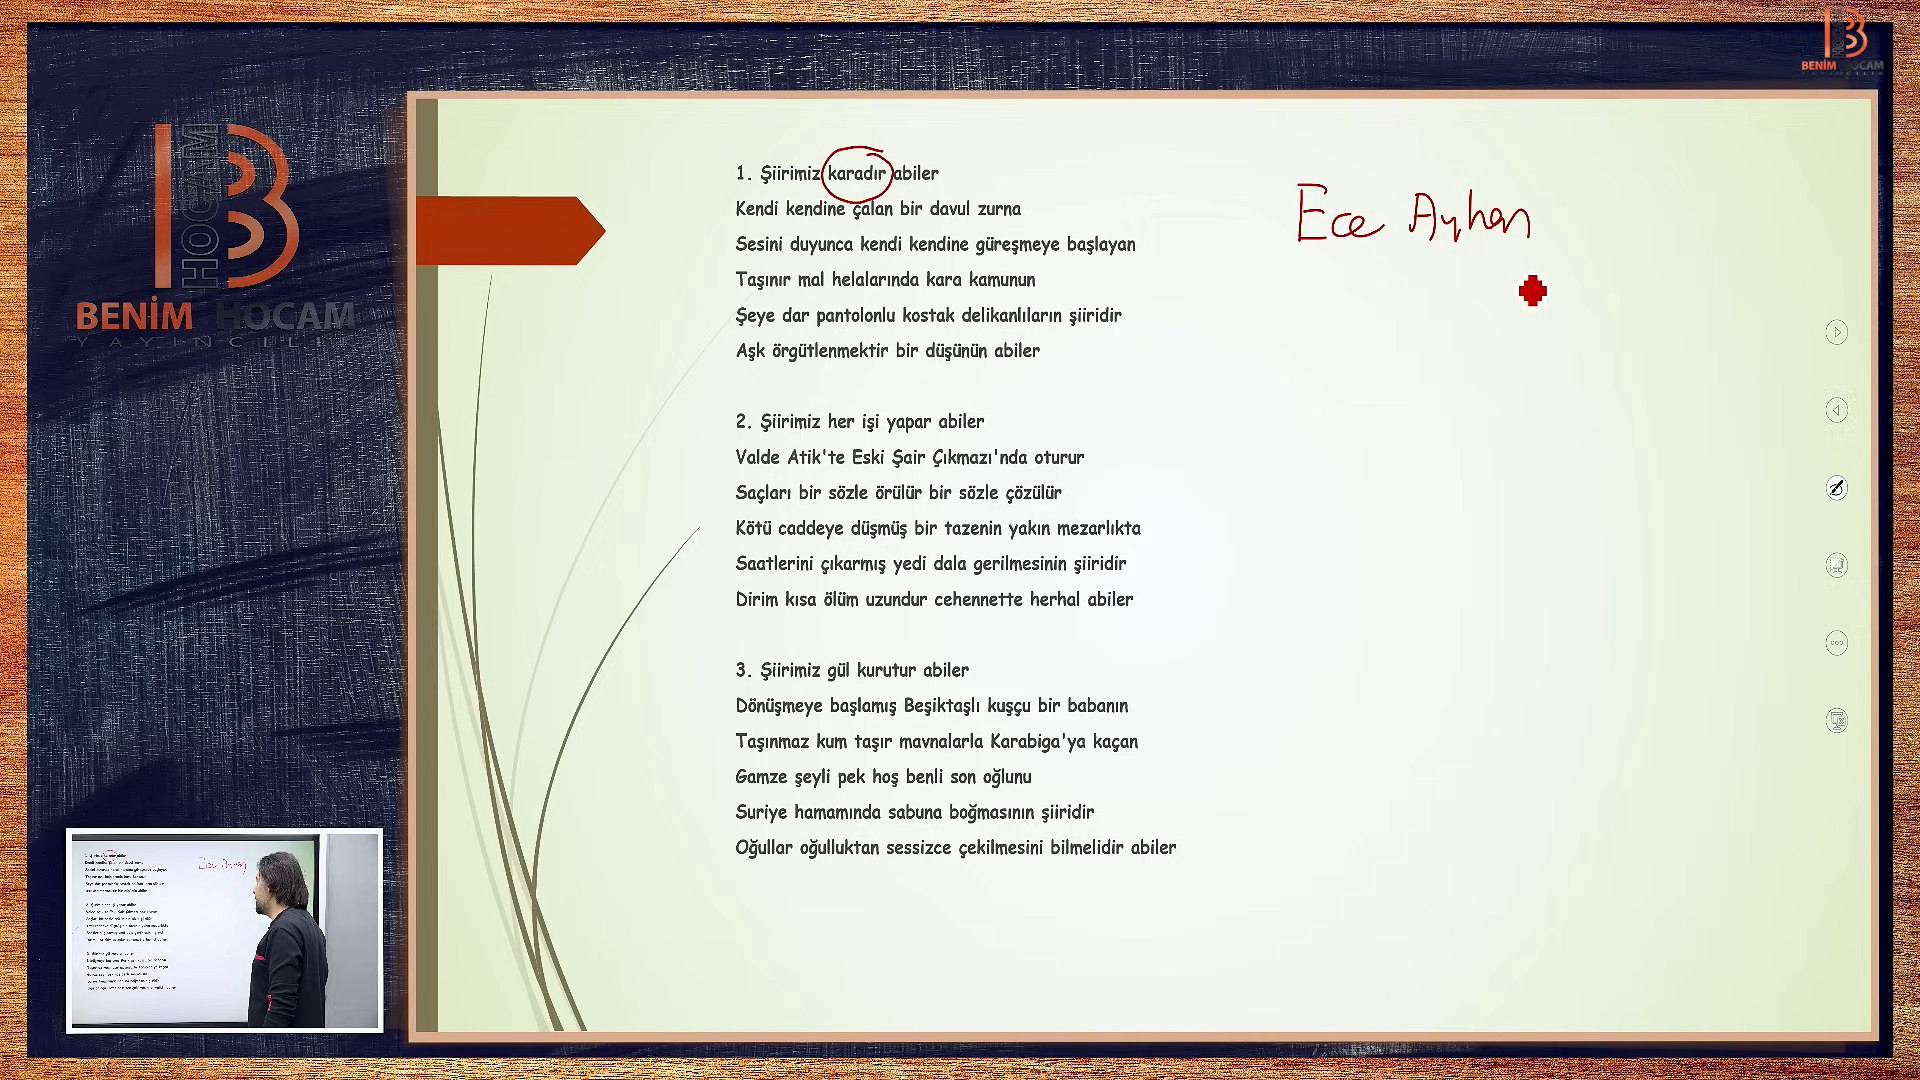 BENİM HOCAM
YAYINCILIK
HOCAM
BENİM HOCAM
YAYINCILIK
1. Şiirimiz karadır abiler
Kendi kendine çalan bir davul zurna
Sesini duyunca kendi kendine güreşmeye başlayan
Taşınır mal helalarında kara kamunun
Şeye dar pantolonlu kostak delikanlıların şiiridir
Aşk örgütlenmektir bir düşünün abiler
2. Şiirimiz her işi yapar abiler
Valde Atik'te Eski Şair Çıkmazı'nda oturur
Saçları bir sözle örülür bir sözle çözülür
Kötü caddeye düşmüş bir tazenin yakın mezarlıkta
Saatlerini çıkarmış yedi dala gerilmesinin şiiridir
Dirim kısa ölüm uzundur cehennette herhal abiler
3. Şiirimiz gül kurutur abiler
Dönüşmeye başlamış Beşiktaşlı kuşçu bir babanın
Taşınmaz kum taşır mavnalarla Karabiga'ya kaçan
Gamze şeyli pek hoş benli son oğlunu
Suriye hamamında sabuna boğmasının şiiridir
Oğullar oğulluktan sessizce çekilmesini bilmelidir abiler
Ece Ayhan